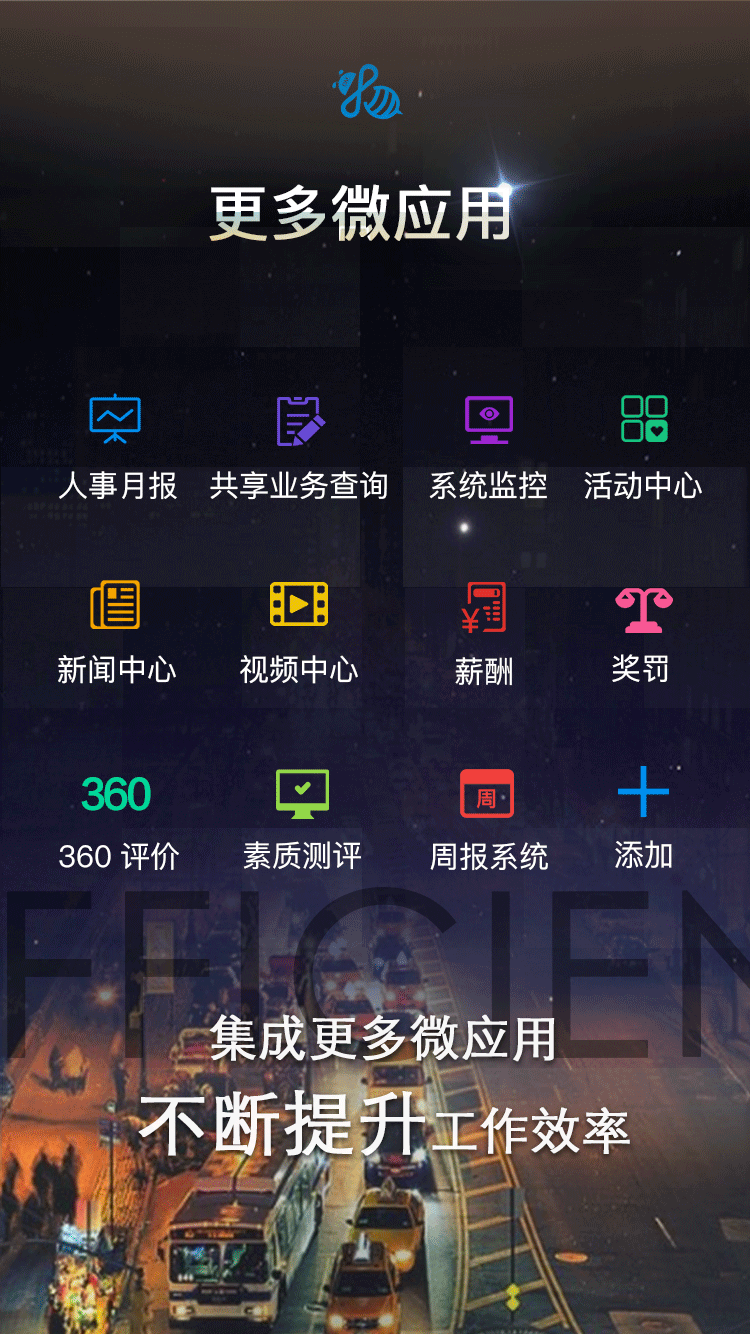 更多微应用
人事月报 共享业务查询 系统监控 活动中心
新闻中心 视频中心 薪酬 奖罚
360 周
360 评价 素质测评 周报系统 添加
FFICIEN
集成更多微应用
不断提升工作效率